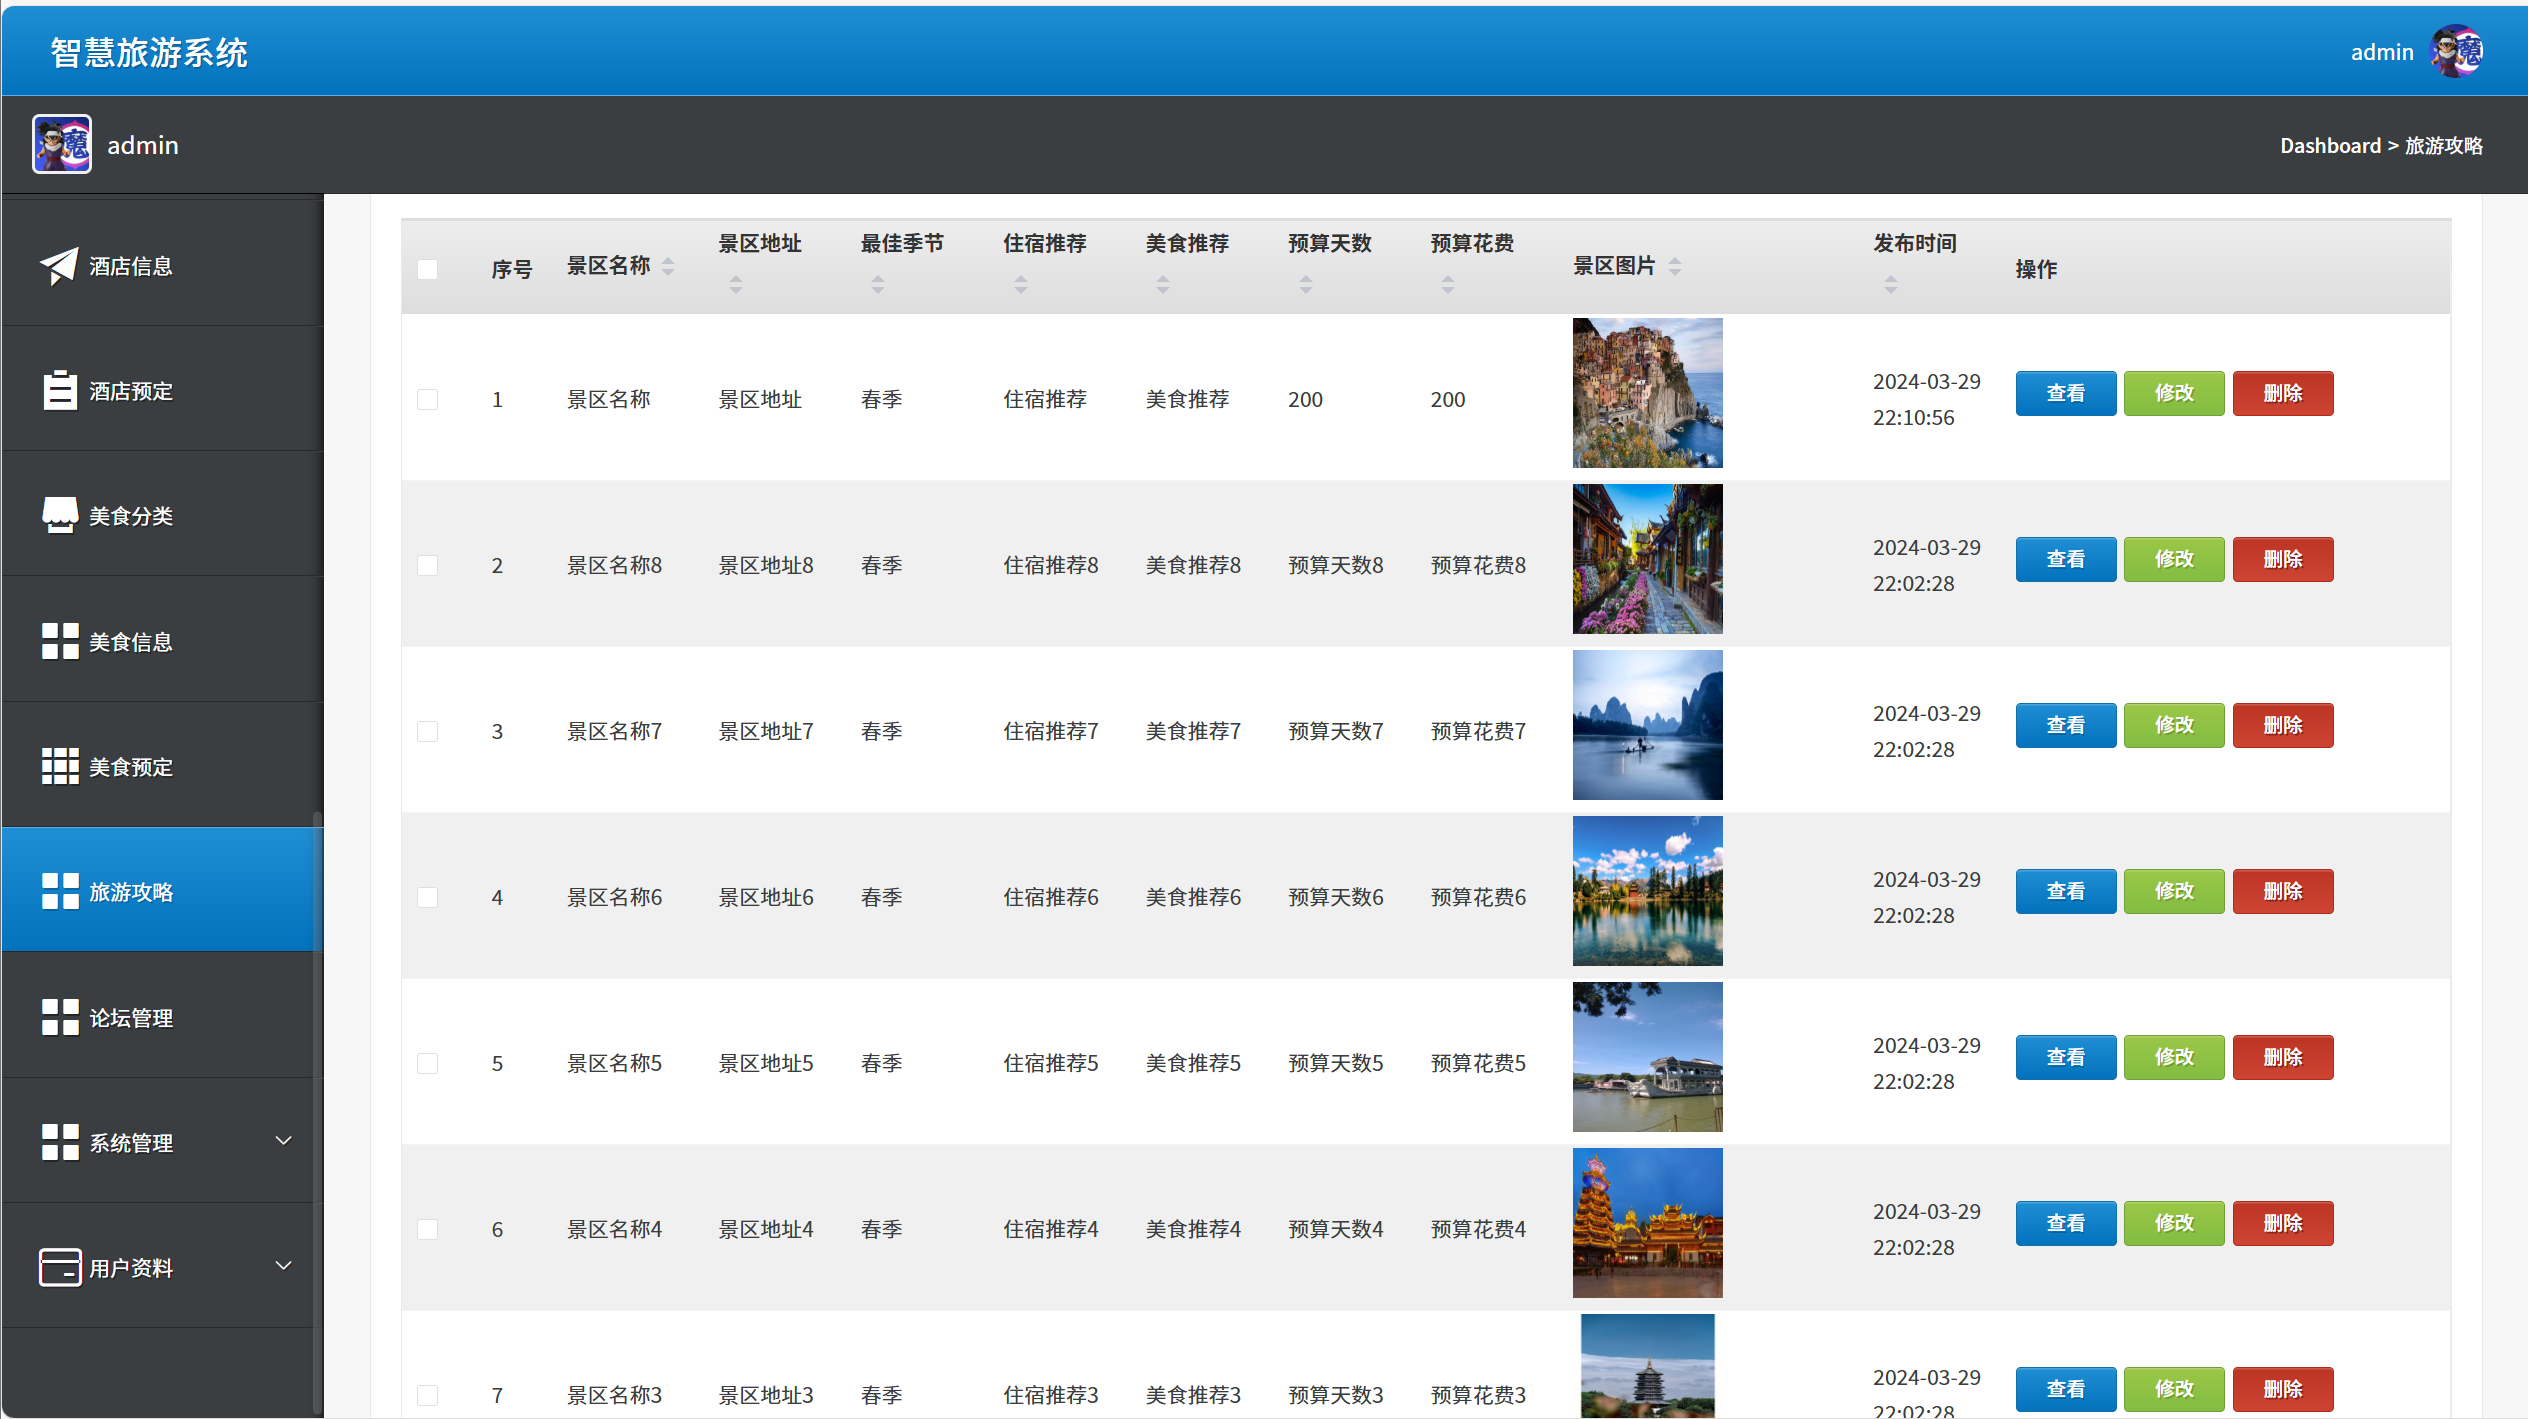 智慧旅游系统
admin
admin
Dashboard > 旅游攻略
酒店信息
酒店预定
美食分类
美食信息
美食预定
旅游攻略
论坛管理
系统管理
用户资料
序号 景区名称 景区地址 最佳季节 住宿推荐 美食推荐 预算天数 预算花费 景区图片 发布时间 操作
1 景区名称 景区地址 春季 住宿推荐 美食推荐 200 200 2024-03-29 查看 修改 删除
22:10:56
2 景区名称8 景区地址8 春季 住宿推荐8 美食推荐8 预算天数8 预算花费8 2024-03-29 查看 修改 删除
22:02:28
3 景区名称7 景区地址7 春季 住宿推荐7 美食推荐7 预算天数7 预算花费7 2024-03-29 查看 修改 删除
22:02:28
4 景区名称6 景区地址6 春季 住宿推荐6 美食推荐6 预算天数6 预算花费6 2024-03-29 查看 修改 删除
22:02:28
5 景区名称5 景区地址5 春季 住宿推荐5 美食推荐5 预算天数5 预算花费5 2024-03-29 查看 修改 删除
22:02:28
6 景区名称4 景区地址4 春季 住宿推荐4 美食推荐4 预算天数4 预算花费4 2024-03-29 查看 修改 删除
22:02:28
7 景区名称3 景区地址3 春季 住宿推荐3 美食推荐3 预算天数3 预算花费3 2024-03-29 查看 修改 删除
22:02:28